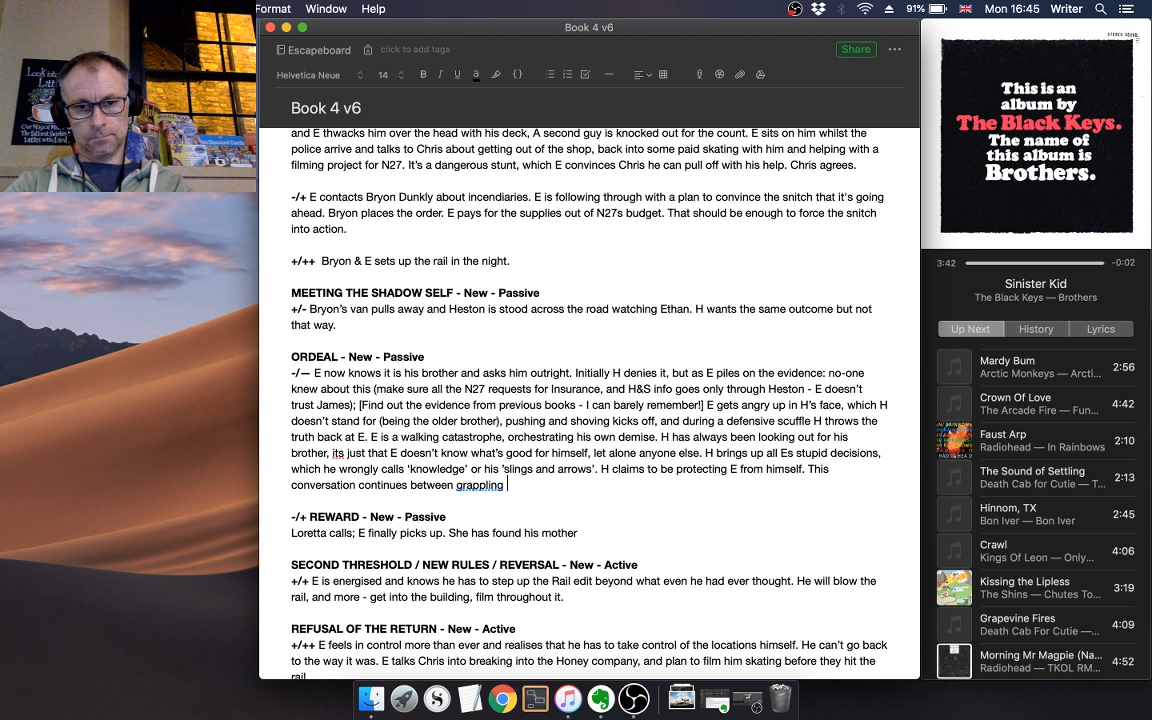 Format Window Help
91% Mon 16:45 Writer
Book 4 v6
Escapeboard click to add tags Share
Helvetica Neue 14 B I U a {}
Book 4 v6
and E thwacks him over the head with his deck, A second guy is knocked out for the count. E sits on him whilst the
police arrive and talks to Chris about getting out of the shop, back into some paid skating with him and helping with a
filming project for N27. It's a dangerous stunt, which E convinces Chris he can pull off with his help. Chris agrees.
-/+ E contacts Bryon Dunkly about incendiaries. E is following through with a plan to convince the snitch that it's going
ahead. Bryon places the order. E pays for the supplies out of N27s budget. That should be enough to force the snitch
into action.
+/++ Bryon & E sets up the rail in the night.
MEETING THE SHADOW SELF - New - Passive
+/- Bryon's van pulls away and Heston is stood across the road watching Ethan. H wants the same outcome but not
that way.
ORDEAL - New - Passive
-/— E now knows it is his brother and asks him outright. Initially H denies it, but as E piles on the evidence: no-one
knew about this (make sure all the N27 requests for Insurance, and H&S info goes only through Heston - E doesn't
trust James); [Find out the evidence from previous books - I can barely remember!] E gets angry up in H's face, which H
doesn't stand for (being the older brother), pushing and shoving kicks off, and during a defensive scuffle H throws the
truth back at E. E is a walking catastrophe, orchestrating his own demise. H has always been looking out for his
brother, its just that E doesn't know what's good for himself, let alone anyone else. H brings up all Es stupid decisions,
which he wrongly calls 'knowledge' or his 'slings and arrows'. H claims to be protecting E from himself. This
conversation continues between grappling
-/+ REWARD - New - Passive
Loretta calls; E finally picks up. She has found his mother
SECOND THRESHOLD / NEW RULES / REVERSAL - New - Active
+/+ E is energised and knows he has to step up the Rail edit beyond what even he had ever thought. He will blow the
rail, and more - get into the building, film throughout it.
REFUSAL OF THE RETURN - New - Active
+/++ E feels in control more than ever and realises that he has to take control of the locations himself. He can't go back
to the way it was. E talks Chris into breaking into the Honey company, and plan to film him skating before they hit the
rail
This is an
album by
The Black Keys.
The name of
this album is
Brothers.
3:42 -0:02
Sinister Kid
The Black Keys — Brothers
Up Next History Lyrics
Mardy Bum
Arctic Monkeys — Arcti... 2:56
Crown Of Love
The Arcade Fire — Fun... 4:42
Faust Arp
Radiohead — In Rainbows 2:10
The Sound of Settling
Death Cab for Cutie — T... 2:13
Hinnom, TX
Bon Iver — Bon Iver 2:45
Crawl
Kings Of Leon — Only... 4:06
Kissing the Lipless
The Shins — Chutes To... 3:19
Grapevine Fires
Death Cab For Cutie —... 4:09
Morning Mr Magpie (Na...
Radiohead — TKOL RM... 4:52